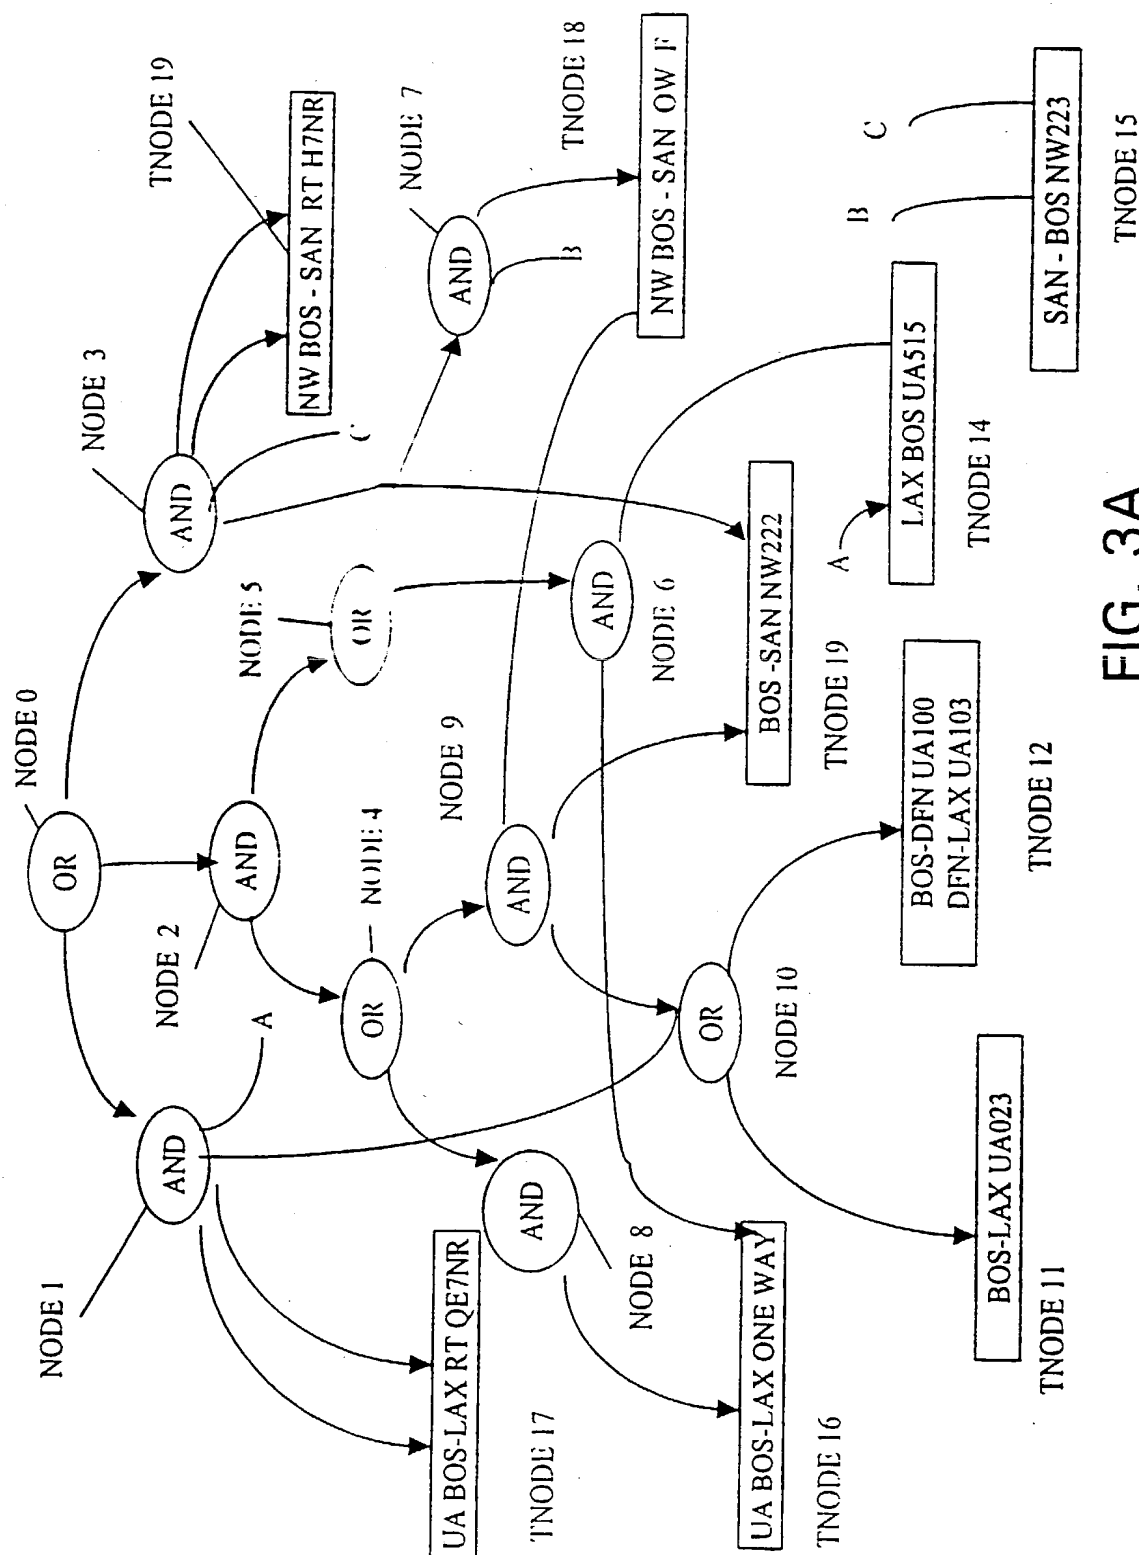 NODE 0
OR
NODE 1
AND
NODE 2
AND
NODE 3
AND
TNODE 19
NW BOS - SAN RT H7NR
A
C
NODE 4
OR
NODE 5
OR
NODE 7
AND
B
TNODE 18
NW BOS - SAN OW F
UA BOS-LAX RT QE7NR
TNODE 17
AND
NODE 8
NODE 9
AND
AND
NODE 6
UA BOS-LAX ONE WAY
TNODE 16
OR
NODE 10
BOS -SAN NW222
TNODE 19
A
LAX BOS UA515
TNODE 14
B
C
SAN - BOS NW223
TNODE 15
BOS-LAX UA023
TNODE 11
BOS-DFN UA100
DFN-LAX UA103
TNODE 12
FIG. 3A